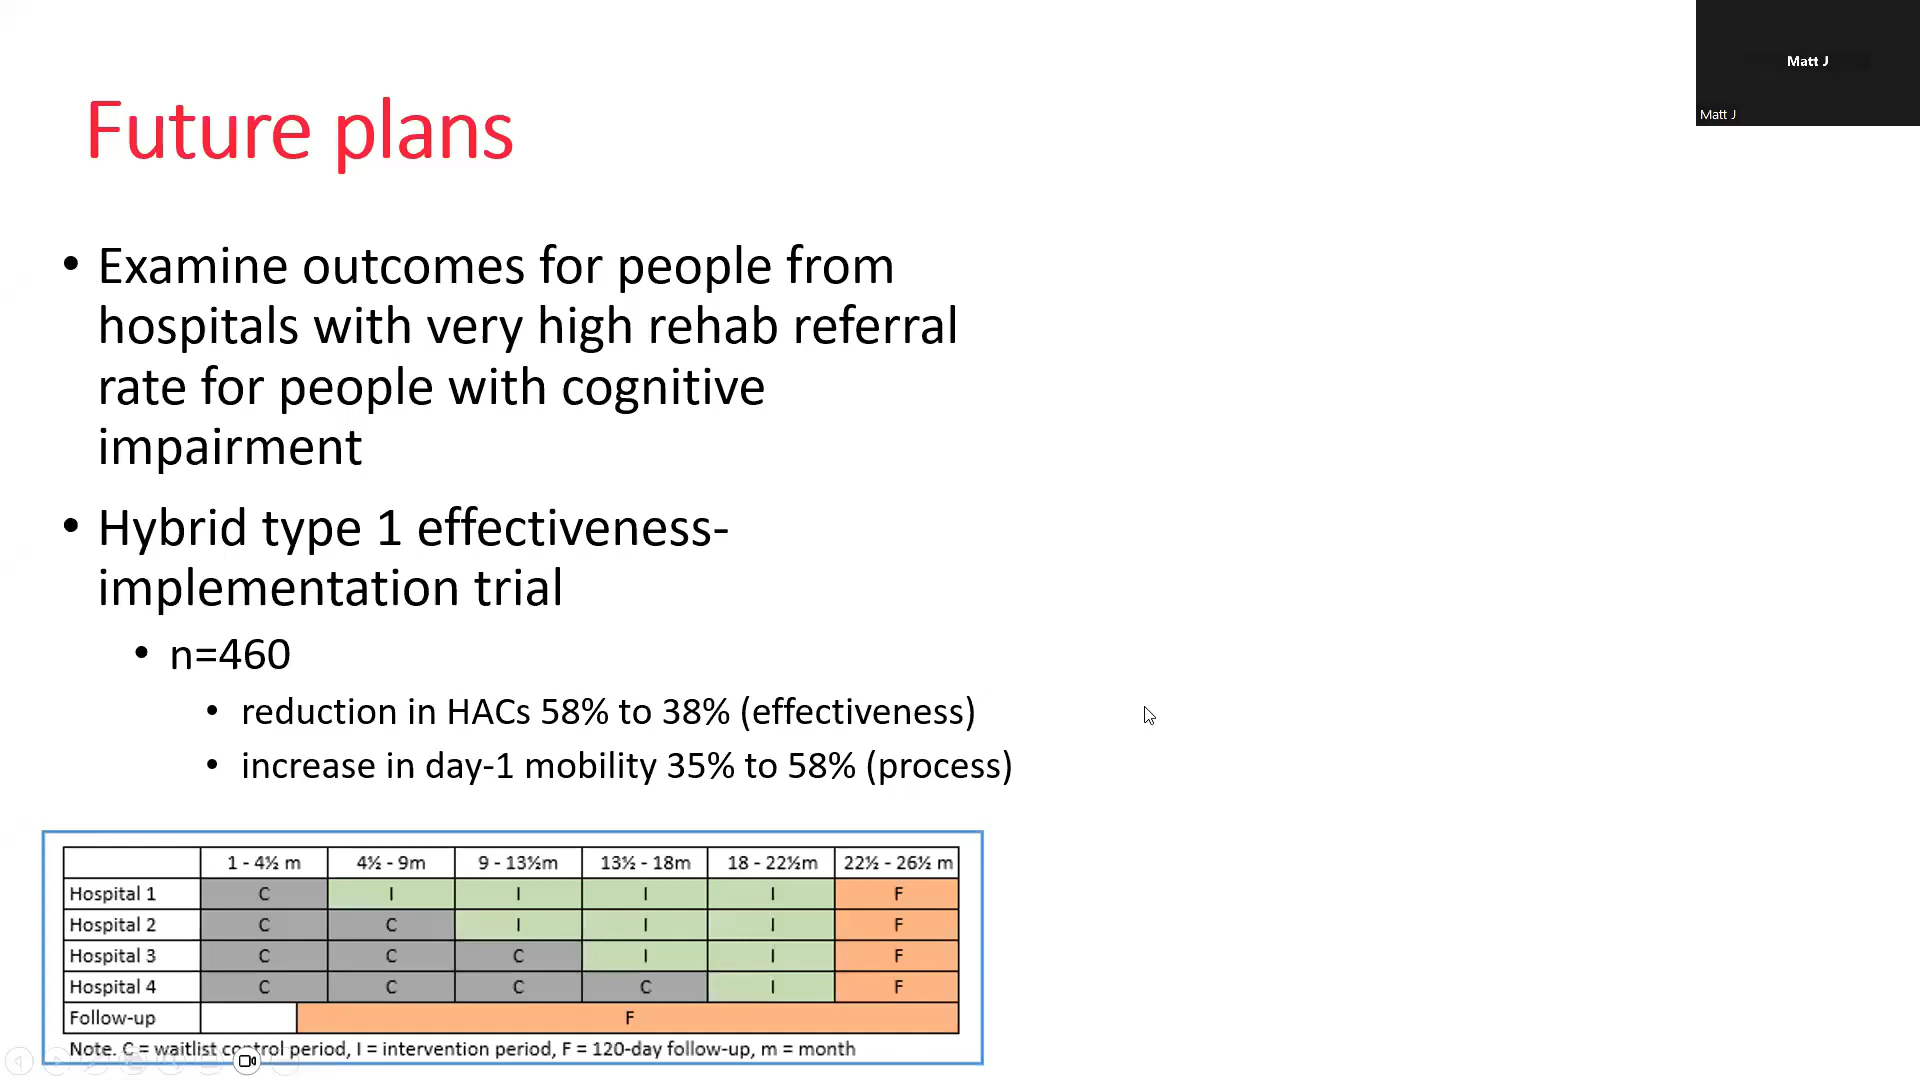 Matt J
Matt J
Future plans
• Examine outcomes for people from
hospitals with very high rehab referral
rate for people with cognitive
impairment
• Hybrid type 1 effectiveness-
implementation trial
• n=460
• reduction in HACs 58% to 38% (effectiveness)
• increase in day-1 mobility 35% to 58% (process)
1 - 4½ m 4½ - 9m 9 - 13½m 13½ - 18m 18 - 22½m 22½ - 26½ m
Hospital 1 C I I I I F
Hospital 2 C C I I I F
Hospital 3 C C C I I F
Hospital 4 C C C C I F
Follow-up F
Note. C = waitlist control period, I = intervention period, F = 120-day follow-up, m = month